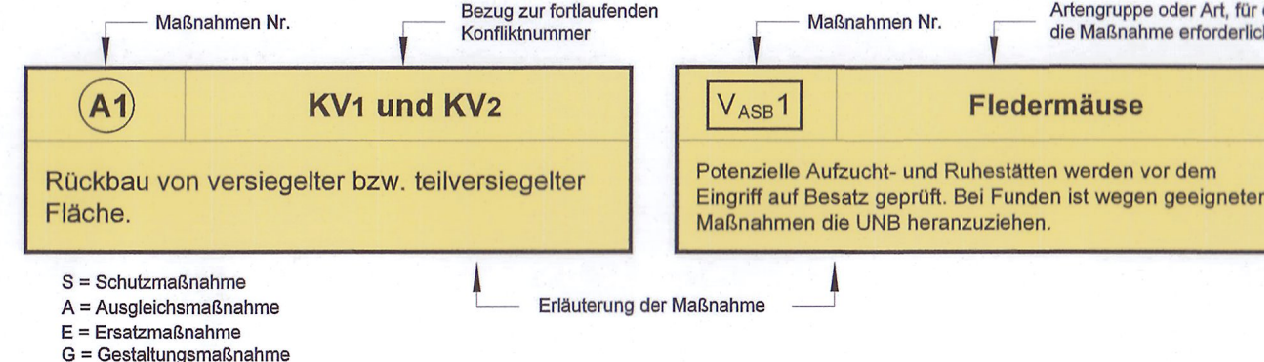 Maßnahmen Nr.
Bezug zur fortlaufenden
Konfliktnummer
A1
KV1 und KV2
Rückbau von versiegelter bzw. teilversiegelter
Fläche.
S = Schutzmaßnahme
A = Ausgleichsmaßnahme
E = Ersatzmaßnahme
G = Gestaltungsmaßnahme
Erläuterung der Maßnahme
Maßnahmen Nr.
Artengruppe oder Art, für
die Maßnahme
VASB1
Fledermäuse
Potenzielle Aufzucht- und Ruhestätten werden vor dem
Eingriff auf Besatz geprüft. Bei Funden ist wegen geeigneter
Maßnahmen die UNB heranzuziehen.